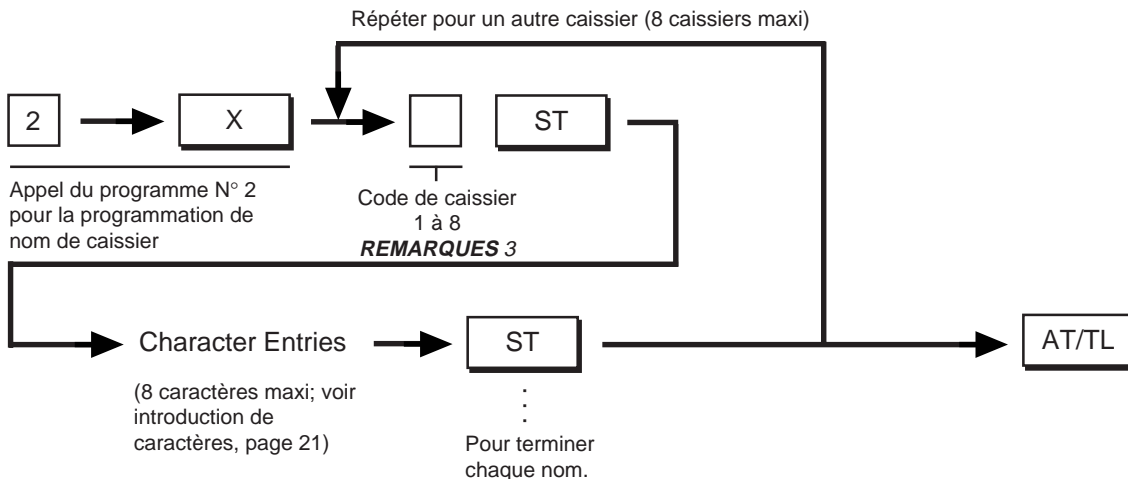 Répéter pour un autre caissier (8 caissiers maxi)
2
X
ST
Appel du programme N° 2
pour la programmation de
nom de caissier
Code de caissier
1 à 8
REMARQUES 3
Character Entries
ST
AT/TL
(8 caractères maxi; voir
introduction de
caractères, page 21)
Pour terminer
chaque nom.